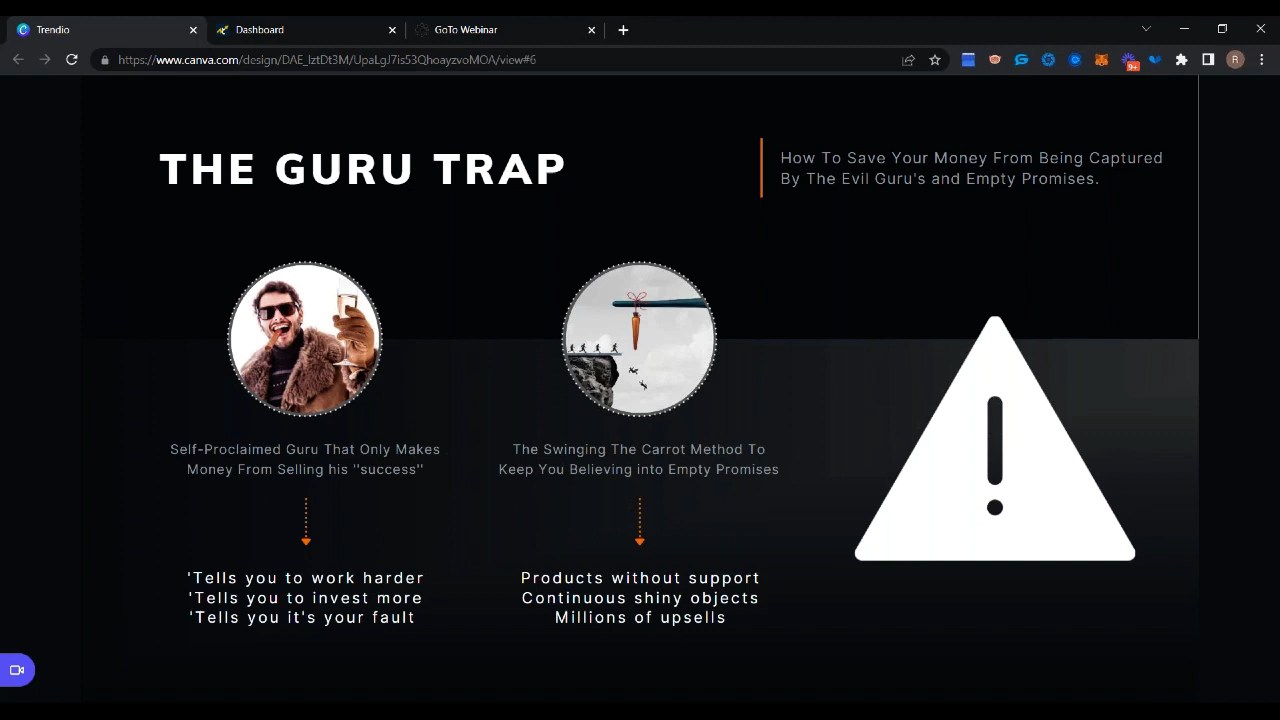 Trendio
Dashboard
GoTo Webinar
https://www.canva.com/design/DAE_IztDt3M/UpaLgJ7is53QhoayzvoMOA/view#6
9+
R
THE GURU TRAP
How To Save Your Money From Being Captured
By The Evil Guru's and Empty Promises.
Self-Proclaimed Guru That Only Makes
Money From Selling his "success"
The Swinging The Carrot Method To
Keep You Believing into Empty Promises
'Tells you to work harder
'Tells you to invest more
'Tells you it's your fault
Products without support
Continuous shiny objects
Millions of upsells